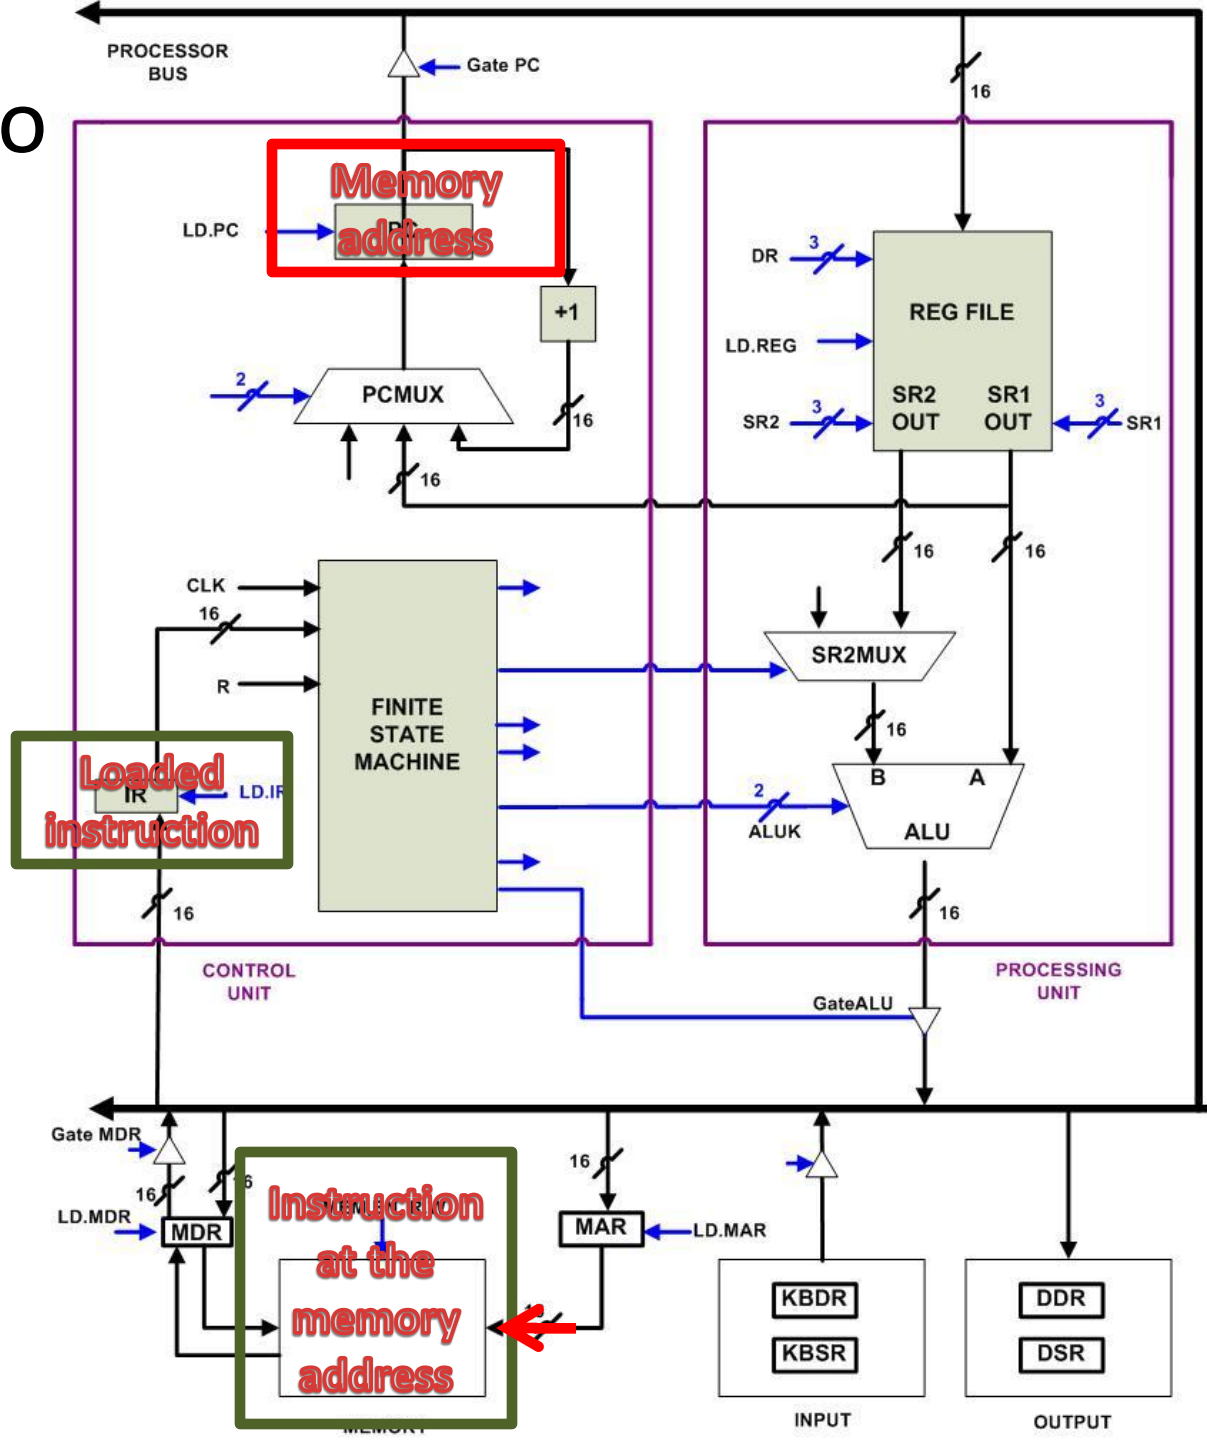 PROCESSOR
BUS
Gate PC
16
o
Memory
address
LD.PC
+1
2
PCMUX
16
16
DR
3
REG FILE
LD.REG
SR2
OUT
SR1
OUT
SR2
3
3
SR1
16
16
CLK
16
R
FINITE
STATE
MACHINE
SR2MUX
16
Loaded
IR
LD.IR
instruction
B
A
2
ALUK
ALU
16
16
CONTROL
UNIT
PROCESSING
UNIT
GateALU
Gate MDR
16
16
LD.MDR
MDR
Instruction
at the
memory
address
16
MAR
LD.MAR
KBDR
KBSR
DDR
DSR
MEMORY
INPUT
OUTPUT